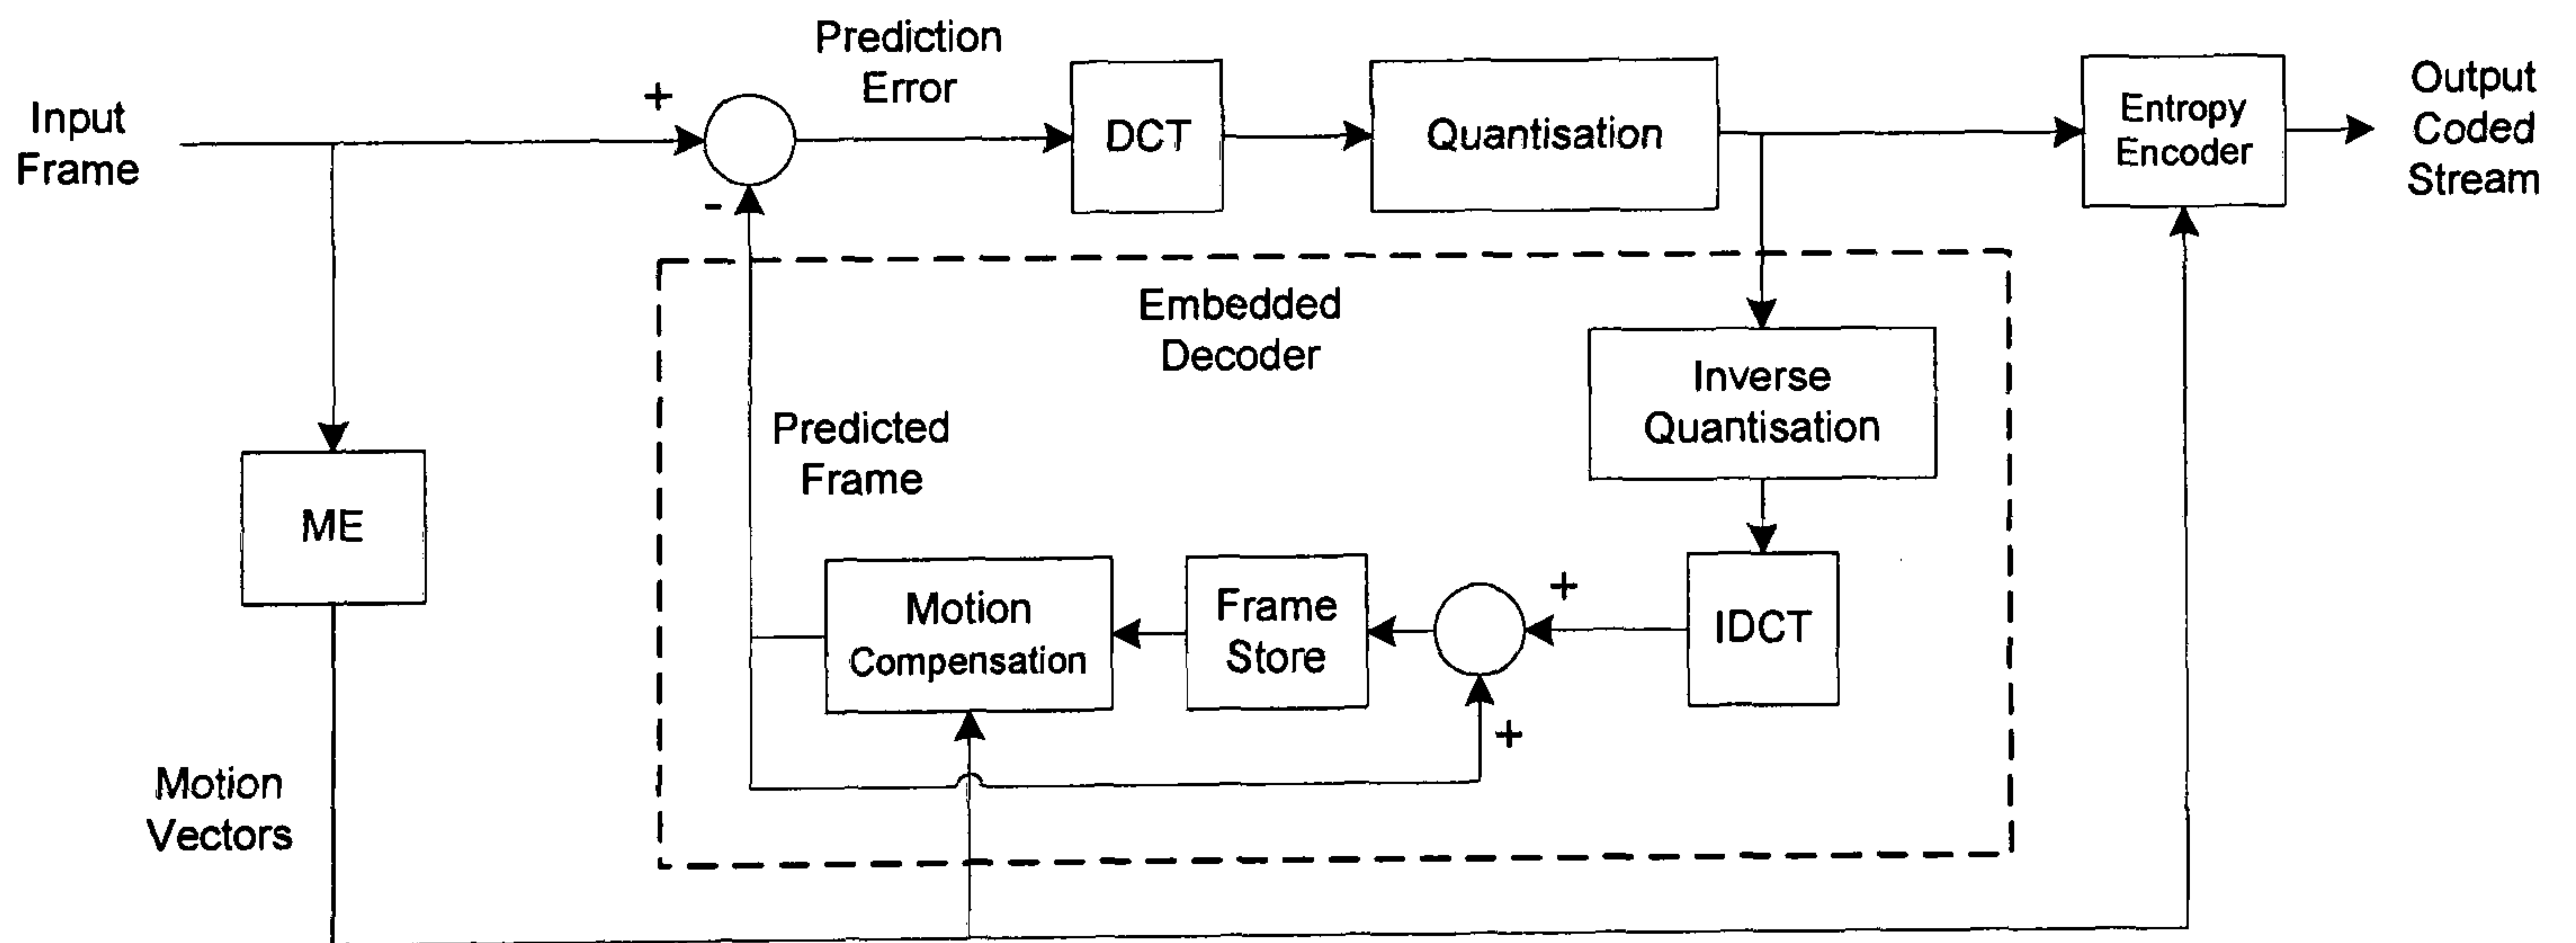 Prediction
Error
Input
Frame
+
-
DCT
Quantisation
Entropy
Encoder
Output
Coded
Stream
Embedded
Decoder
Inverse
Quantisation
Predicted
Frame
ME
Motion
Compensation
Frame
Store
+
+
IDCT
Motion
Vectors